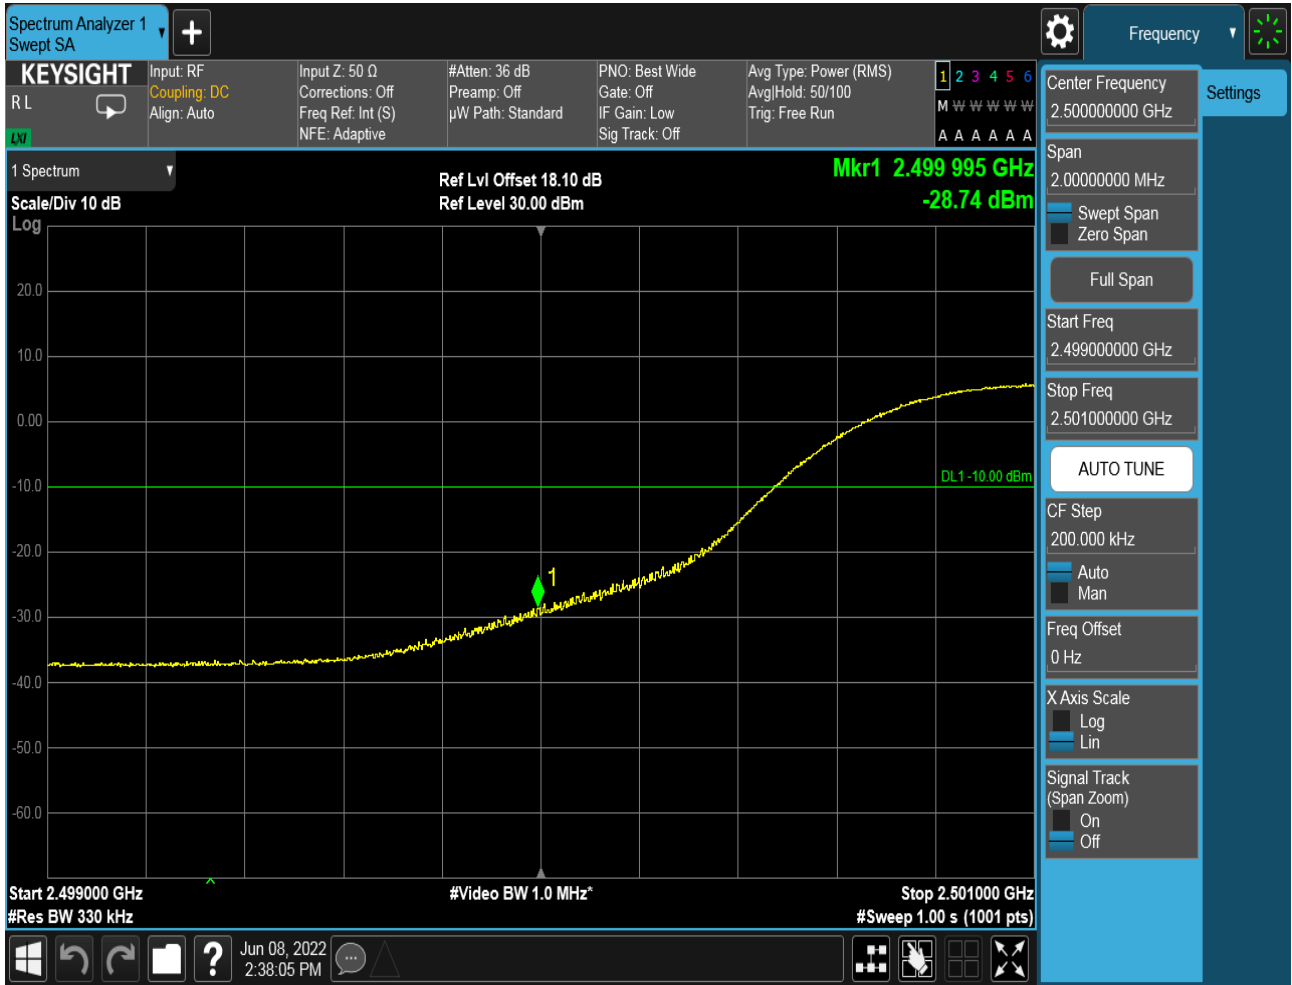 Spectrum Analyzer 1
Swept SA
Frequency
KEYSIGHT
R L
LXI
Input: RF
Coupling: DC
Align: Auto
Input Z: 50 Ω
Corrections: Off
Freq Ref: Int (S)
NFE: Adaptive
#Atten: 36 dB
Preamp: Off
µW Path: Standard
PNO: Best Wide
Gate: Off
IF Gain: Low
Sig Track: Off
Avg Type: Power (RMS)
Avg|Hold: 50/100
Trig: Free Run
1 2 3 4 5 6
M W W W W W
A A A A A A
1 Spectrum
Scale/Div 10 dB
Log
Ref Lvl Offset 18.10 dB
Ref Level 30.00 dBm
Mkr1 2.499 995 GHz
-28.74 dBm
20.0
10.0
0.00
-10.0
-20.0
-30.0
-40.0
-50.0
-60.0
DL1 -10.00 dBm
1
Start 2.499000 GHz
#Res BW 330 kHz
#Video BW 1.0 MHz*
Stop 2.501000 GHz
#Sweep 1.00 s (1001 pts)
?
Jun 08, 2022
2:38:05 PM
Center Frequency
2.500000000 GHz
Settings
Span
2.00000000 MHz
Swept Span
Zero Span
Full Span
Start Freq
2.499000000 GHz
Stop Freq
2.501000000 GHz
AUTO TUNE
CF Step
200.000 kHz
Auto
Man
Freq Offset
0 Hz
X Axis Scale
Log
Lin
Signal Track
(Span Zoom)
On
Off